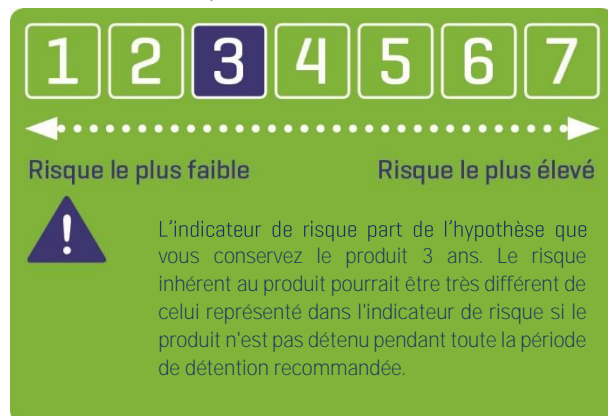 1 2 3 4 5 6 7
Risque le plus faible Risque le plus élevé
!
L’indicateur de risque part de l’hypothèse que
vous conservez le produit 3 ans. Le risque
inhérent au produit pourrait être très différent de
celui représenté dans l'indicateur de risque si le
produit n'est pas détenu pendant toute la période
de détention recommandée.